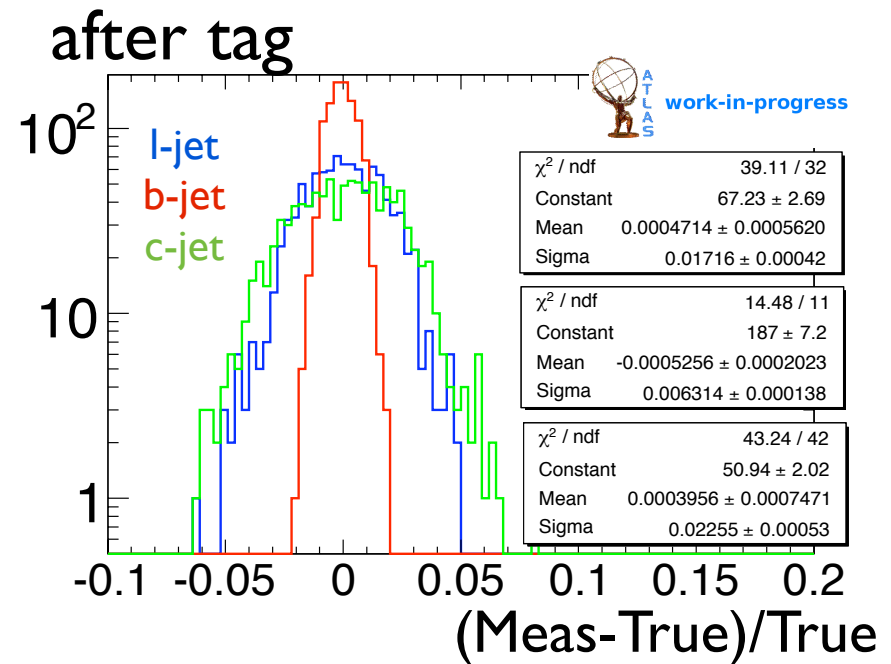 after tag
ATLAS
work-in-progress
l-jet
b-jet
c-jet
10²
10
1
χ² / ndf 39.11 / 32
Constant 67.23 ± 2.69
Mean 0.0004714 ± 0.0005620
Sigma 0.01716 ± 0.00042
χ² / ndf 14.48 / 11
Constant 187 ± 7.2
Mean -0.0005256 ± 0.0002023
Sigma 0.006314 ± 0.000138
χ² / ndf 43.24 / 42
Constant 50.94 ± 2.02
Mean 0.0003956 ± 0.0007471
Sigma 0.02255 ± 0.00053
-0.1 -0.05 0 0.05 0.1 0.15 0.2
(Meas-True)/True